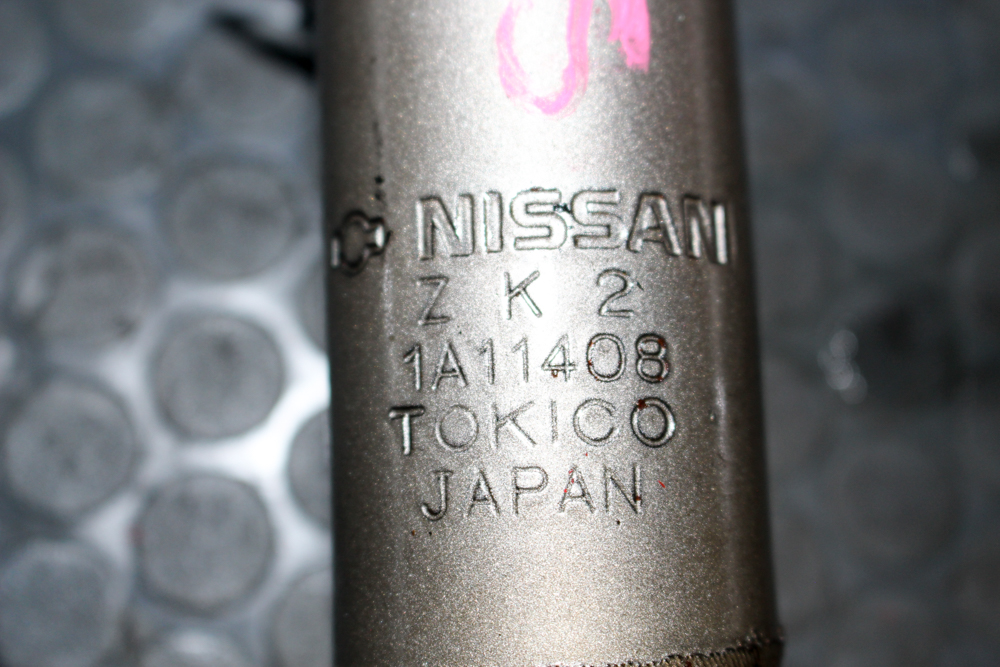 NISSAN
Z K 2
1A11408
TOKICO
JAPAN